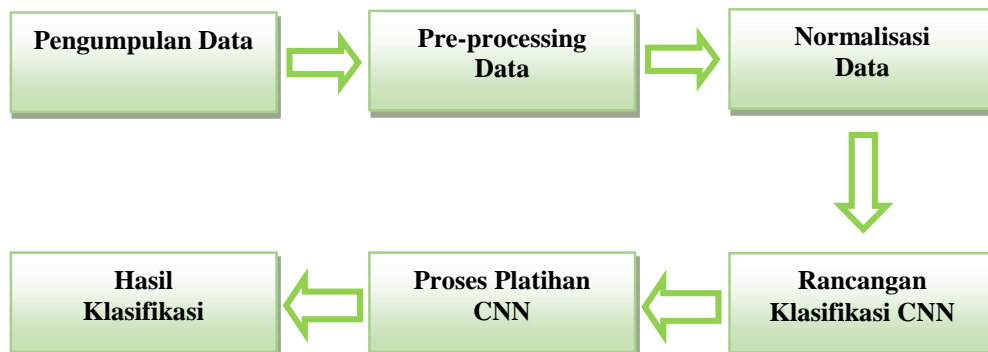 Pengumpulan Data
Pre-processing
Data
Normalisasi
Data
Rancangan
Klasifikasi CNN
Proses Platihan
CNN
Hasil
Klasifikasi